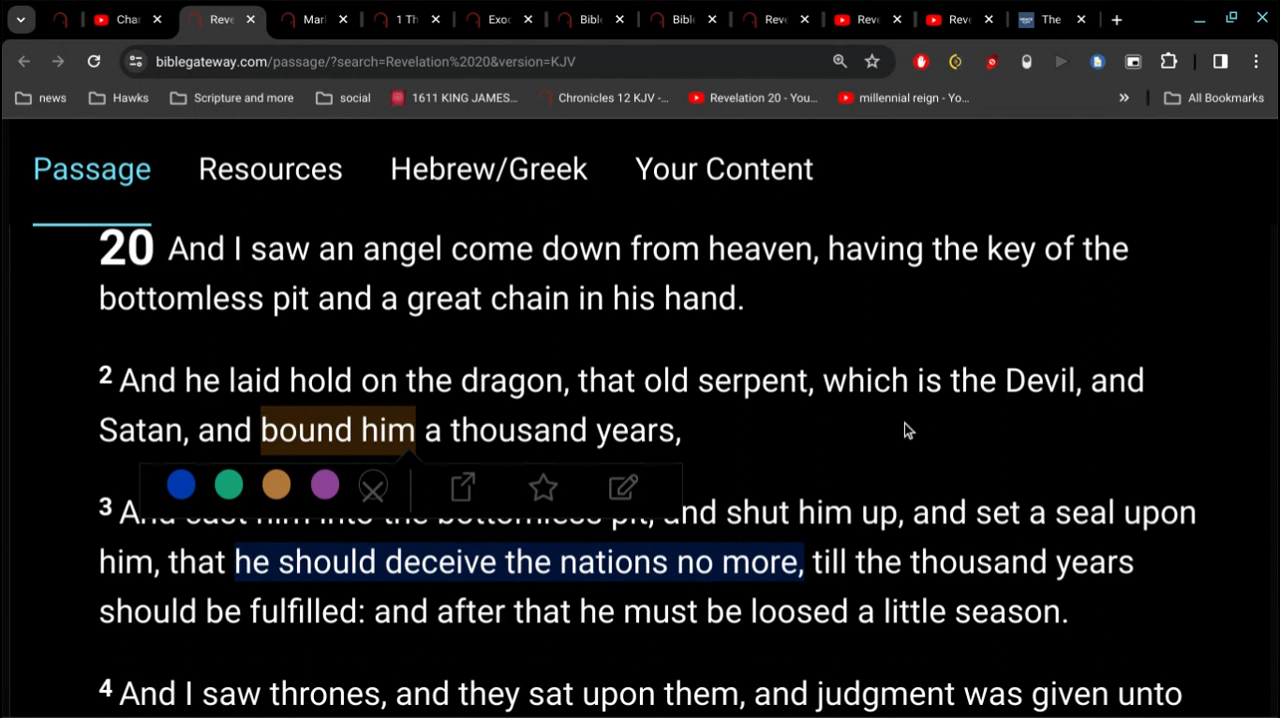 Char
Reve
Mar
1 Th
Exo
Bibl
Bibl
Reve
Reve
Reve
The
biblegateway.com/passage/?search=Revelation%2020&version=KJV
news
Hawks
Scripture and more
social
1611 KING JAMES...
Chronicles 12 KJV -...
Revelation 20 - You...
millennial reign - Yo...
»
All Bookmarks
Passage
Resources
Hebrew/Greek
Your Content
20 And I saw an angel come down from heaven, having the key of the
bottomless pit and a great chain in his hand.
2 And he laid hold on the dragon, that old serpent, which is the Devil, and
Satan, and bound him a thousand years,
3 And cast him into the bottomless pit, and shut him up, and set a seal upon
him, that he should deceive the nations no more, till the thousand years
should be fulfilled: and after that he must be loosed a little season.
4 And I saw thrones, and they sat upon them, and judgment was given unto